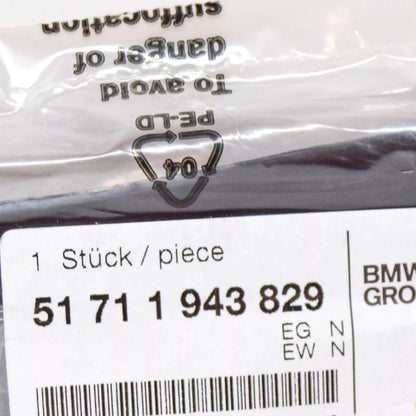 suffocation
danger of
To avoid
PE-LD
04
1 Stück / piece
51 71 1 943 829
EG N
EW N
BMW
GRO